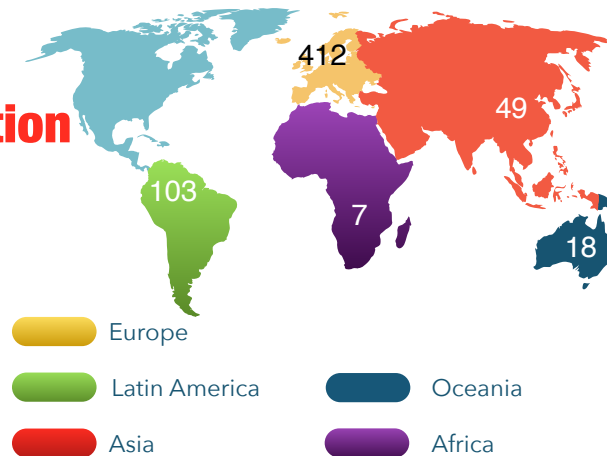 412
49
tion
103
7
18
Europe
Latin America
Oceania
Asia
Africa